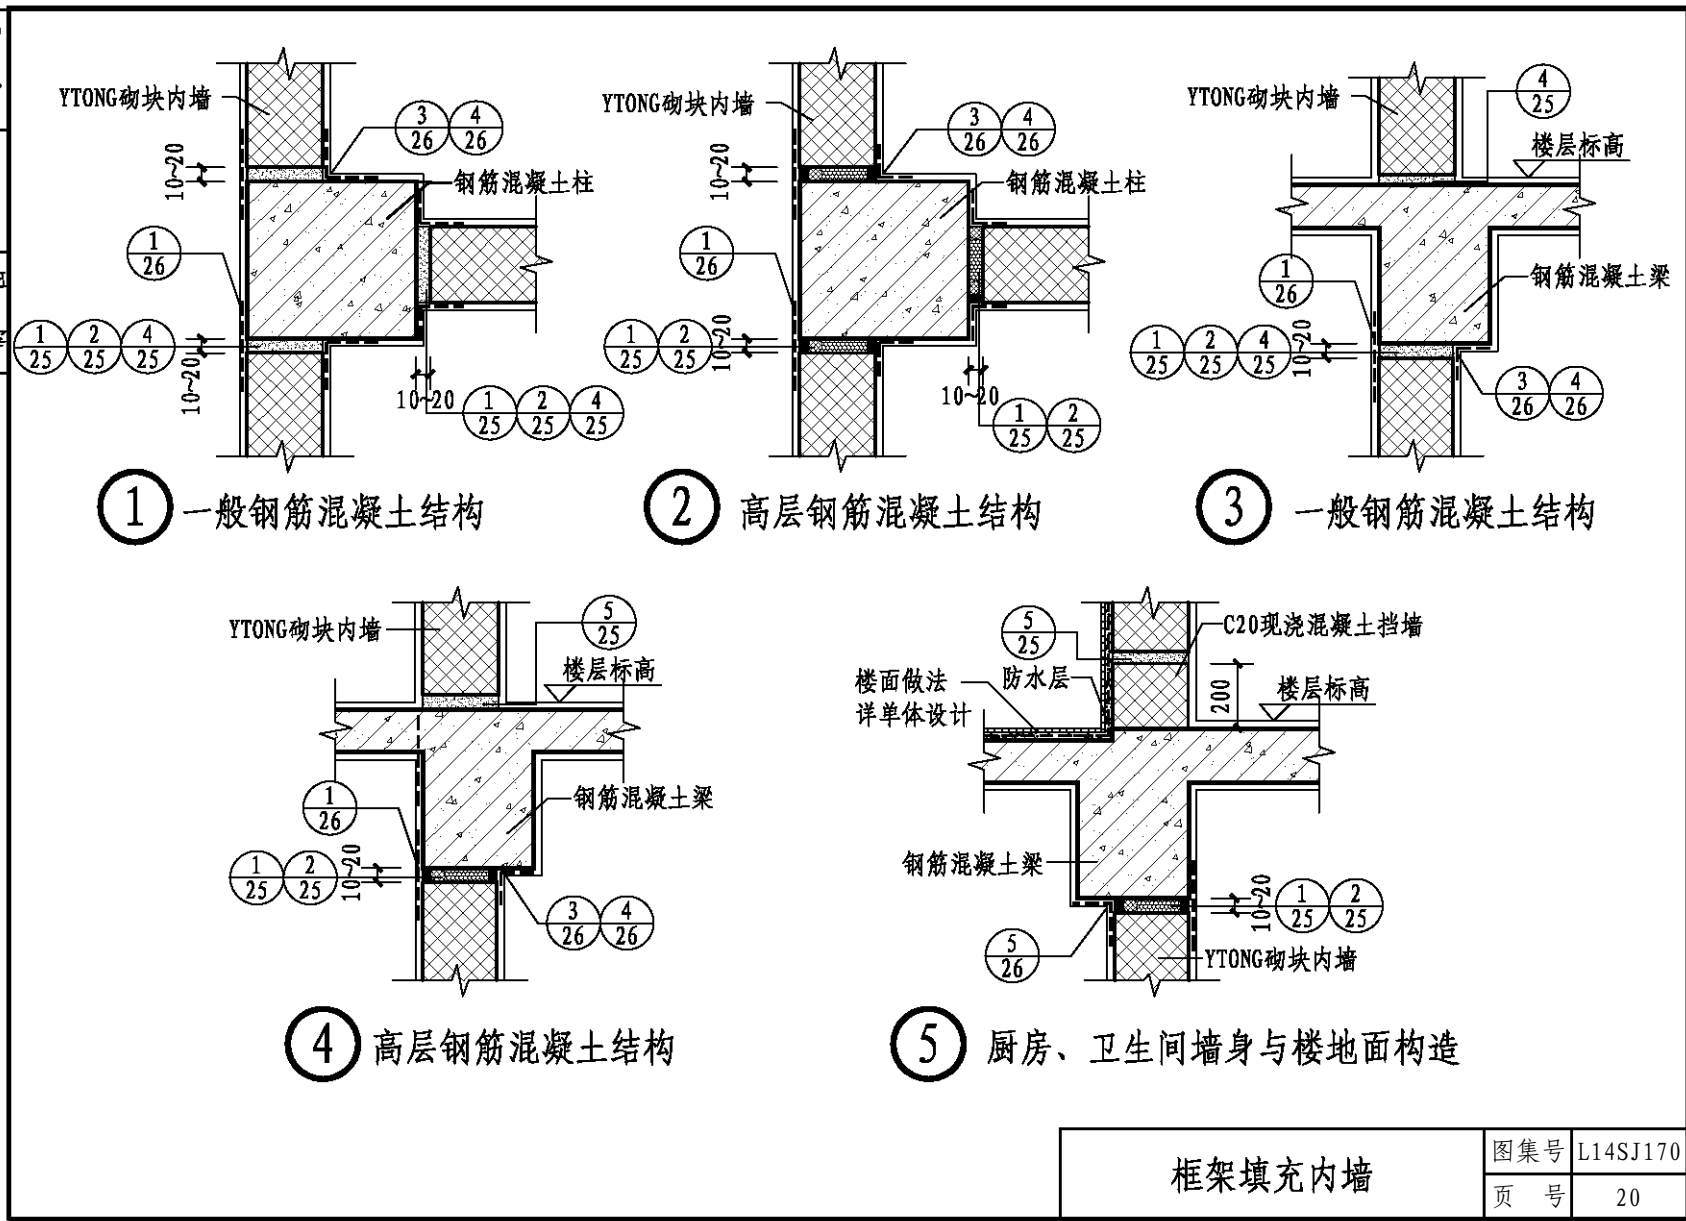 YTONG砌块内墙
3 4
26 26
10~20
钢筋混凝土柱
1
26
1 2 4
25 25 25
10~20
10~20
1 2 4
25 25 25
1 一般钢筋混凝土结构
YTONG砌块内墙
3 4
26 26
10~20
钢筋混凝土柱
1
26
1 2
25 25
10~20
10~20
1 2
25 25
2 高层钢筋混凝土结构
YTONG砌块内墙
4
25
楼层标高
1
26
钢筋混凝土梁
1 2 4
25 25 25
10~20
3 4
26 26
3 一般钢筋混凝土结构
YTONG砌块内墙
5
25
楼层标高
1
26
钢筋混凝土梁
1 2
25 25
10~20
3 4
26 26
4 高层钢筋混凝土结构
5
25
C20现浇混凝土挡墙
楼面做法
详单体设计
防水层
200
楼层标高
钢筋混凝土梁
10~20
1 2
25 25
5
26
YTONG砌块内墙
5 厨房、卫生间墙身与楼地面构造
框架填充内墙
图集号 L14SJ170
页 号 20